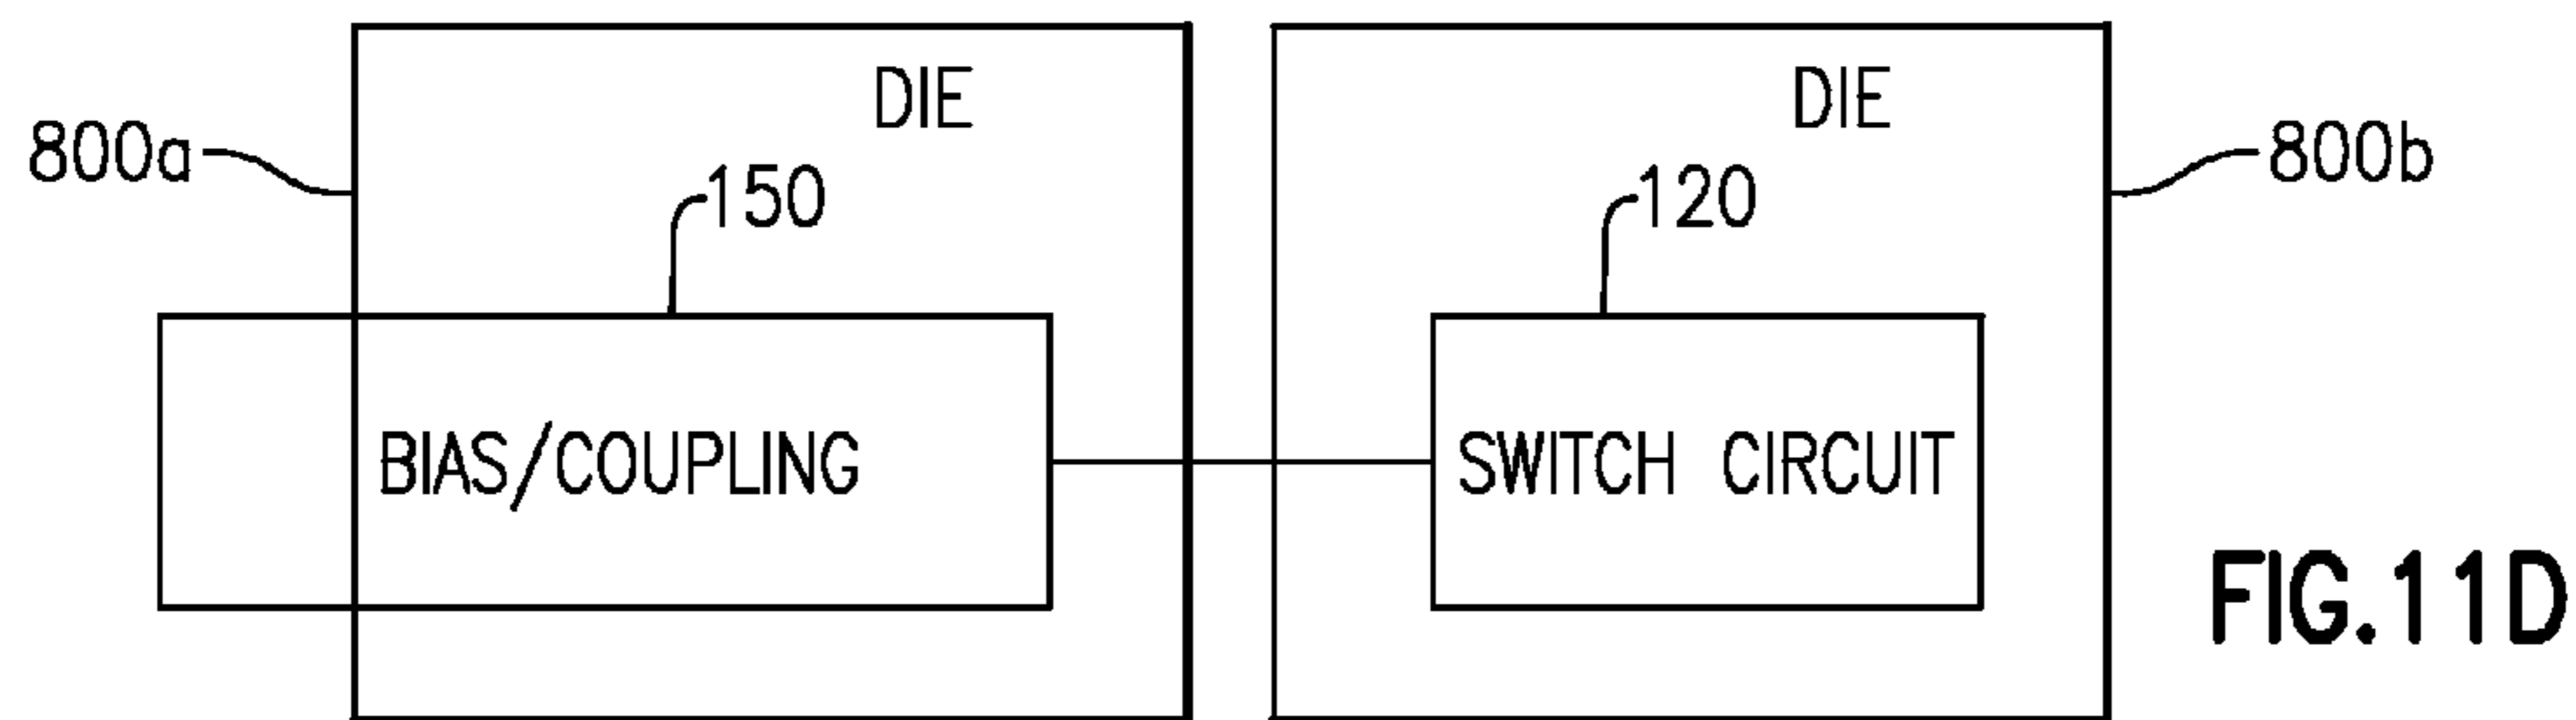 DIE
DIE
800a
150
120
800b
BIAS/COUPLING
SWITCH CIRCUIT
FIG.11D